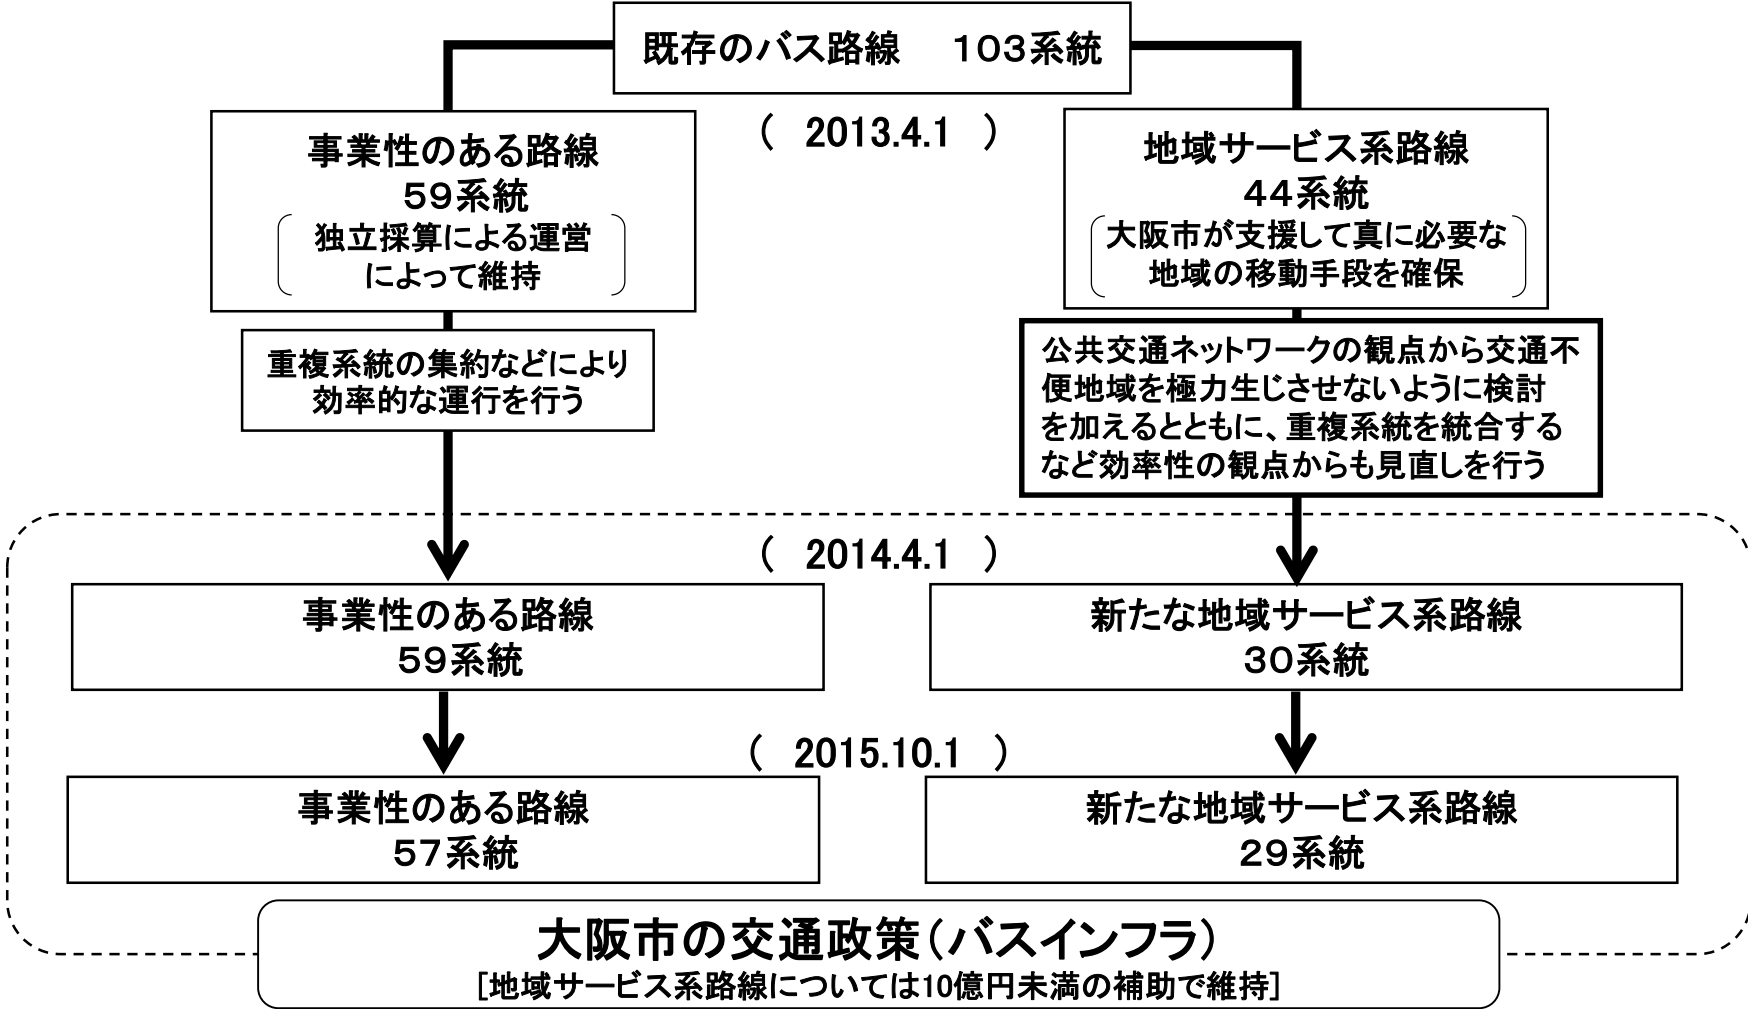 既存のバス路線　103系統
（ 2013.4.1 ）
事業性のある路線
59系統
独立採算による運営
によって維持
地域サービス系路線
44系統
大阪市が支援して真に必要な
地域の移動手段を確保
重複系統の集約などにより
効率的な運行を行う
公共交通ネットワークの観点から交通不
便地域を極力生じさせないように検討
を加えるとともに、重複系統を統合する
など効率性の観点からも見直しを行う
（ 2014.4.1 ）
事業性のある路線
59系統
新たな地域サービス系路線
30系統
（ 2015.10.1 ）
事業性のある路線
57系統
新たな地域サービス系路線
29系統
大阪市の交通政策（バスインフラ）
[地域サービス系路線については10億円未満の補助で維持]